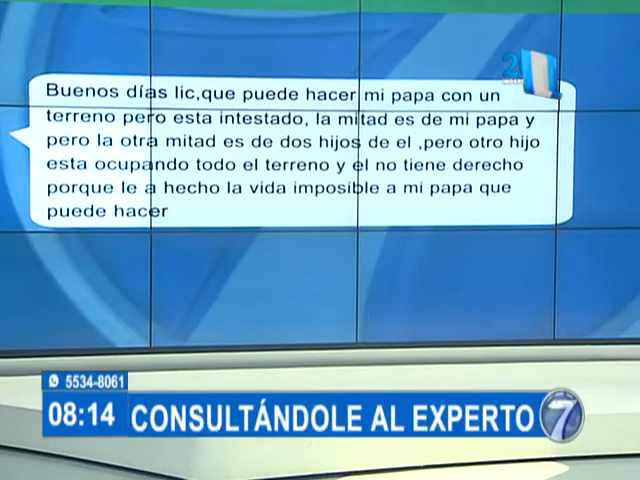 Buenos días lic,que puede hacer mi papa con un
terreno pero esta intestado, la mitad es de mi papa y
pero la otra mitad es de dos hijos de el ,pero otro hijo
esta ocupando todo el terreno y el no tiene derecho
porque le a hecho la vida imposible a mi papa que
puede hacer
5534-8061
08:14 CONSULTÁNDOLE AL EXPERTO 7